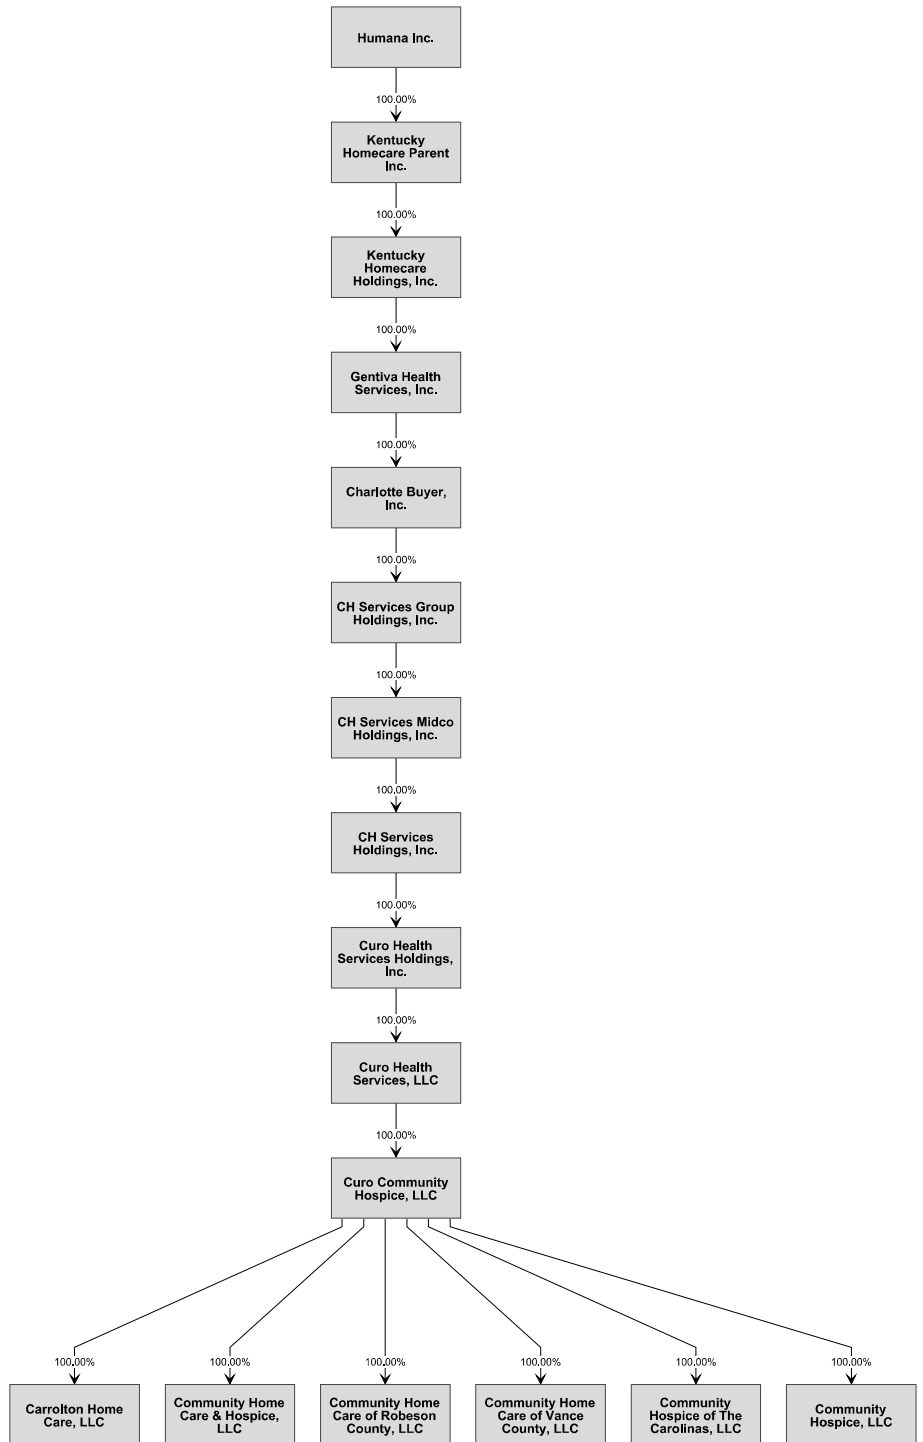 Humana Inc.
100.00%
Kentucky
Homecare Parent
Inc.
100.00%
Kentucky
Homecare
Holdings, Inc.
100.00%
Gentiva Health
Services, Inc.
100.00%
Charlotte Buyer,
Inc.
100.00%
CH Services Group
Holdings, Inc.
100.00%
CH Services Midco
Holdings, Inc.
100.00%
CH Services
Holdings, Inc.
100.00%
Curo Health
Services Holdings,
Inc.
100.00%
Curo Health
Services, LLC
100.00%
Curo Community
Hospice, LLC
100.00%
Carrolton Home
Care, LLC
100.00%
Community Home
Care & Hospice,
LLC
100.00%
Community Home
Care of Robeson
County, LLC
100.00%
Community Home
Care of Vance
County, LLC
100.00%
Community
Hospice of The
Carolinas, LLC
100.00%
Community
Hospice, LLC